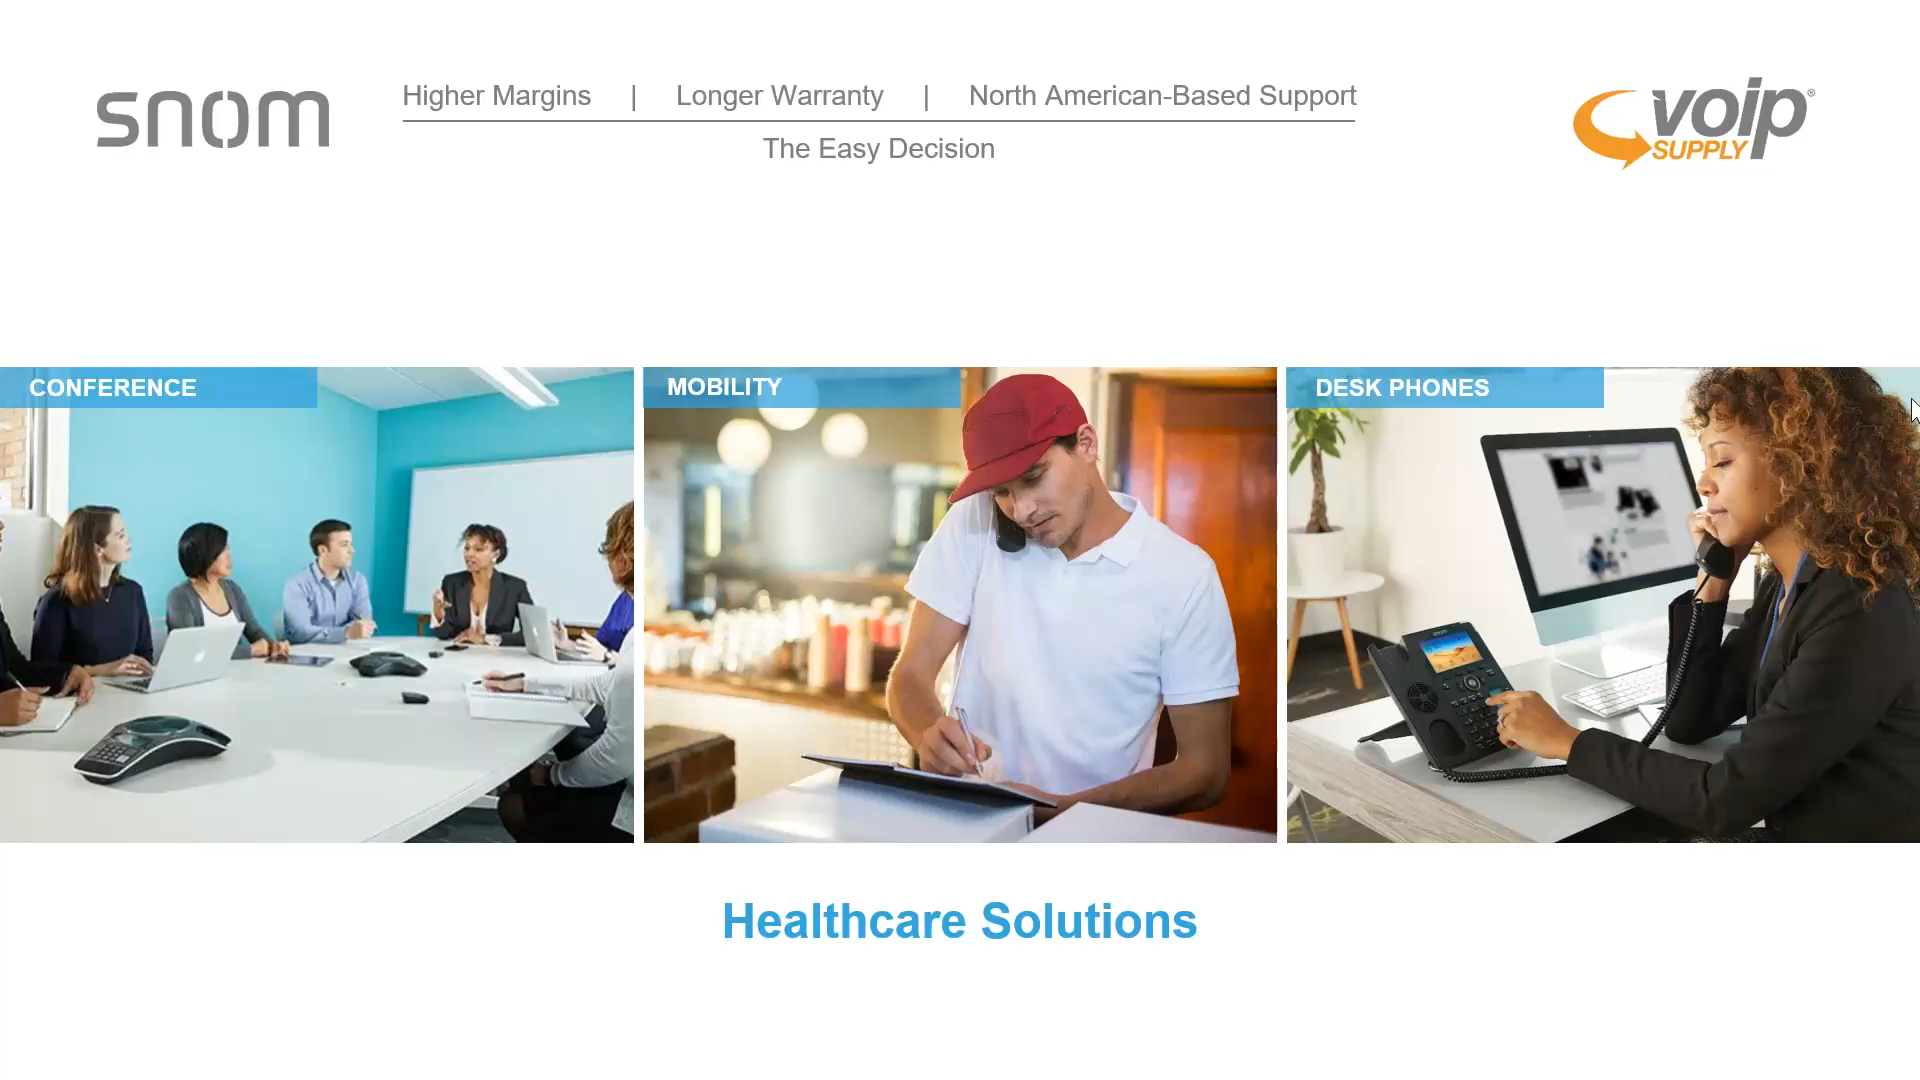 snom
Higher Margins | Longer Warranty | North American-Based Support
The Easy Decision
voip®
SUPPLY
CONFERENCE
MOBILITY
DESK PHONES
snom
Healthcare Solutions